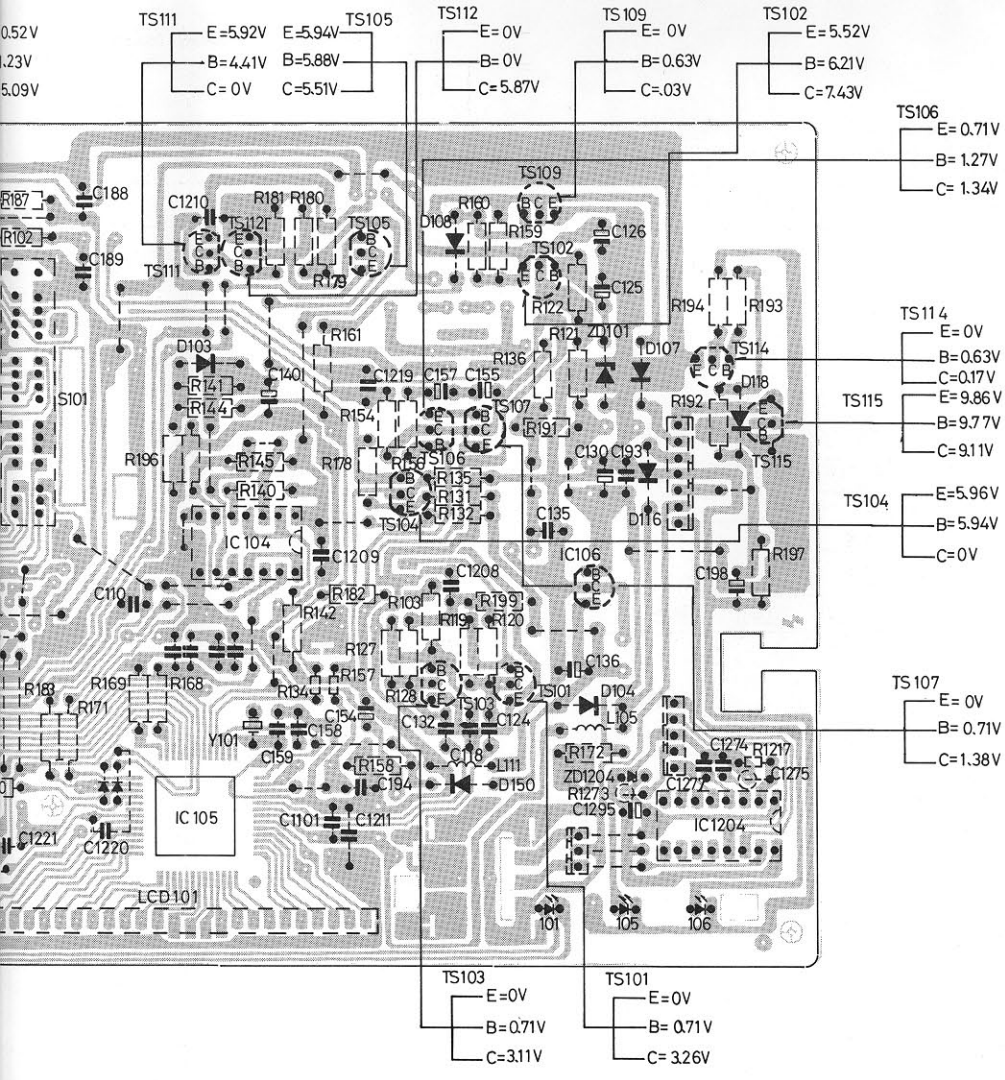 TS111
E=5.92V
B=4.41V
C=0V
TS105
E=5.94V
B=5.88V
C=5.51V
TS112
E=0V
B=0V
C=5.87V
TS109
E=0V
B=0.63V
C=.03V
TS102
E=5.52V
B=6.21V
C=7.43V
0.52V
.23V
5.09V
TS106
E=0.71V
B=1.27V
C=1.34V
R187
C188
C1210
TS112
R181
R180
TS105
D108
R160
TS109
B C E
R159
C126
R102
C189
TS111
E
C
B
E
C
B
R179
B
C
E
TS102
E C B
R122
C125
R194
R193
TS114
E=0V
B=0.63V
C=0.17V
D103
R161
R121
ZD101
D107
R136
TS114
E C B
S101
R141
R144
C140
C1219
C157
C155
R154
TS107
R191
R192
D118
TS115
E=9.86V
B=9.77V
C=9.11V
E
C
B
B
C
E
E
C
B
R196
R145
R178
R156
TS106
C130
C193
TS115
R140
R135
R131
R132
B
C
E
TS104
D116
TS104
E=5.96V
B=5.94V
C=0V
IC104
C1209
C135
IC106
B
C
E
R197
C198
C110
R182
R142
R103
C1208
R199
R119
R120
R127
R183
R171
R169
R168
R134
R157
R128
B
C
E
TS103
B
C
E
TS101
C136
D104
L105
TS107
E=0V
B=0.71V
C=1.38V
Y101
C159
C158
C154
C132
C124
C118
R172
C1274
R1217
R158
C194
L111
D150
ZD1204
R1273
C1277
C1275
C1295
IC105
C1101
C1211
IC1204
C1221
C1220
LCD101
101
105
106
TS103
E=0V
B=0.71V
C=3.11V
TS101
E=0V
B=0.71V
C=3.26V